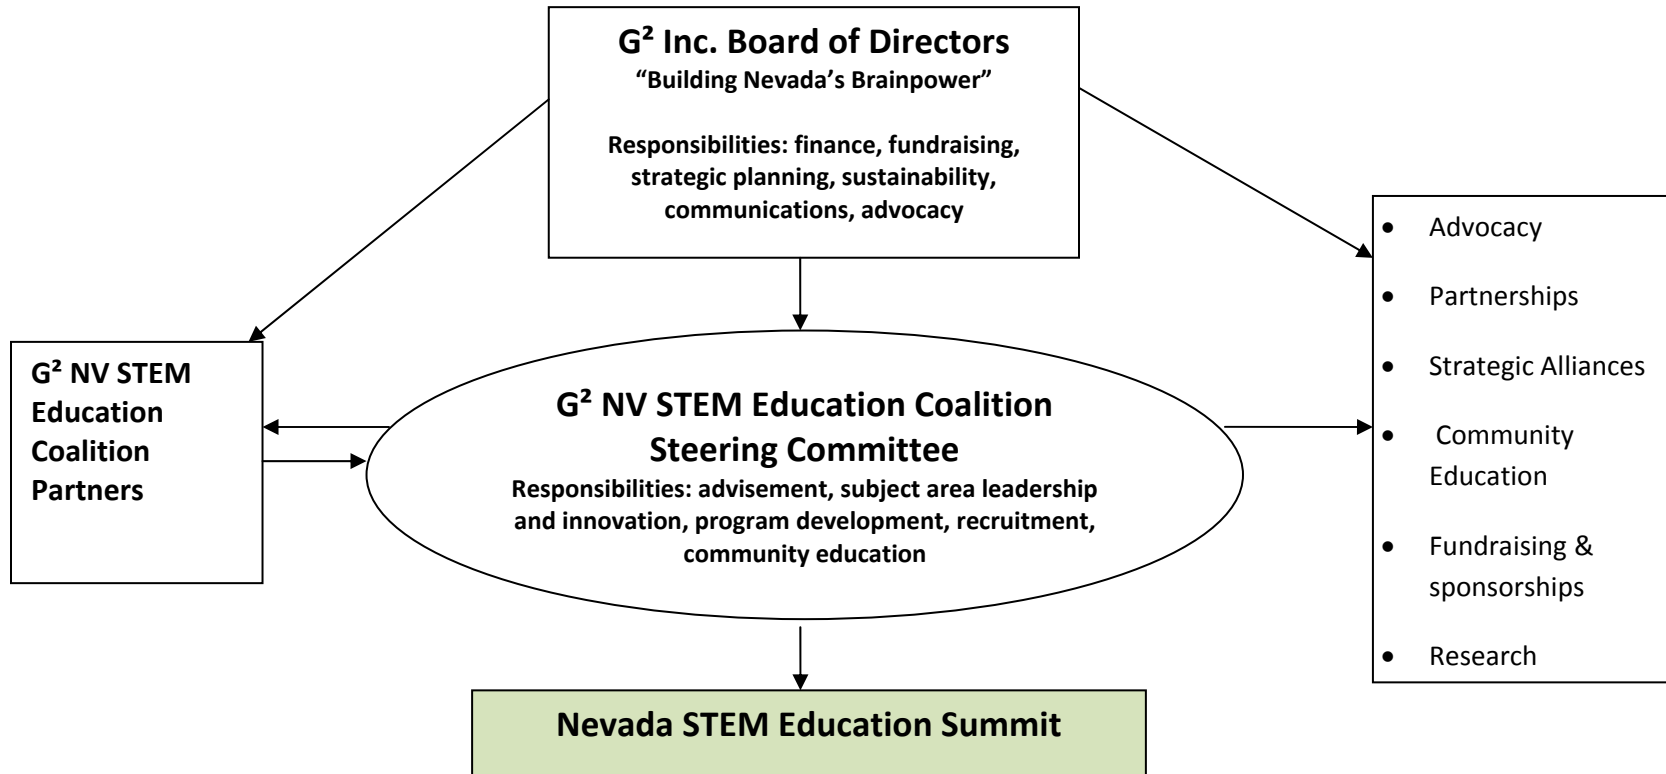 G² Inc. Board of Directors
“Building Nevada’s Brainpower”
Responsibilities: finance, fundraising,
strategic planning, sustainability,
communications, advocacy
• Advocacy
• Partnerships
• Strategic Alliances
• Community
Education
• Fundraising &
sponsorships
• Research
G² NV STEM
Education
Coalition
Partners
G² NV STEM Education Coalition
Steering Committee
Responsibilities: advisement, subject area leadership
and innovation, program development, recruitment,
community education
Nevada STEM Education Summit